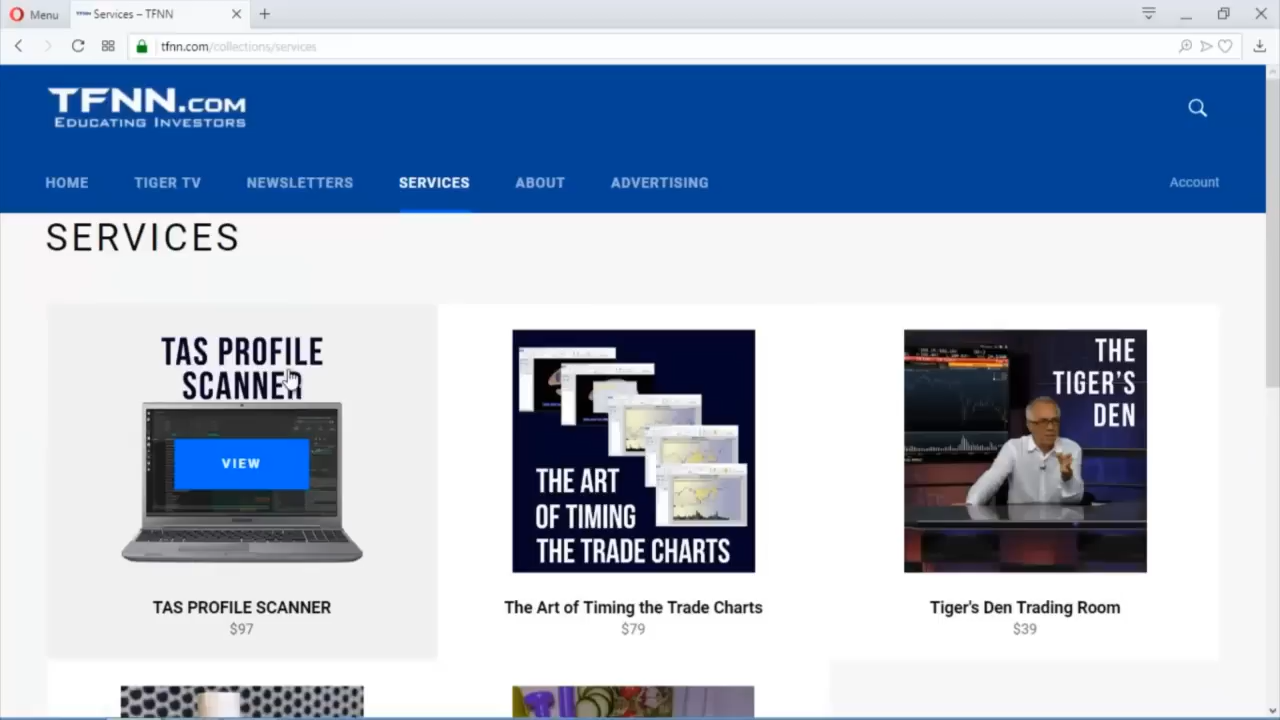 Menu
Services – TFNN
tfnn.com/collections/services
TFNN.COM
EDUCATING INVESTORS
HOME TIGER TV NEWSLETTERS SERVICES ABOUT ADVERTISING Account
SERVICES
TAS PROFILE
SCANNER
VIEW
TAS PROFILE SCANNER
$97
THE ART
OF TIMING
THE TRADE CHARTS
The Art of Timing the Trade Charts
$79
THE
TIGER'S
DEN
Tiger's Den Trading Room
$39